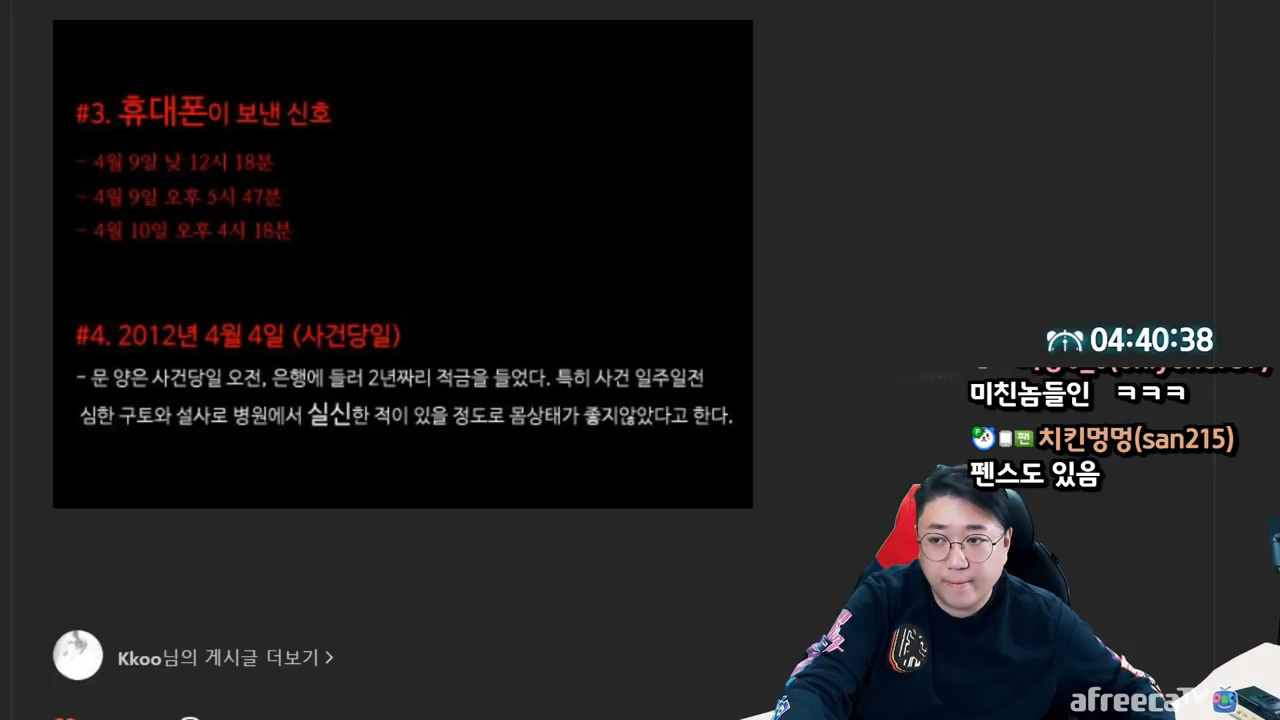 #3. 휴대폰이 보낸 신호
- 4월 9일 낮 12시 18분
- 4월 9일 오후 5시 47분
- 4월 10일 오후 4시 18분
#4. 2012년 4월 4일 (사건당일)
- 문 양은 사건당일 오전, 은행에 들러 2년짜리 적금을 들었다. 특히 사건 일주일전
심한 구토와 설사로 병원에서 실신한 적이 있을 정도로 몸상태가 좋지않았다고 한다.
04:40:38
미친놈들인 ㅋㅋㅋ
팬 치킨멍멍(san215)
펜스도 있음
Kkoo님의 게시글 더보기 >
afreecaTV